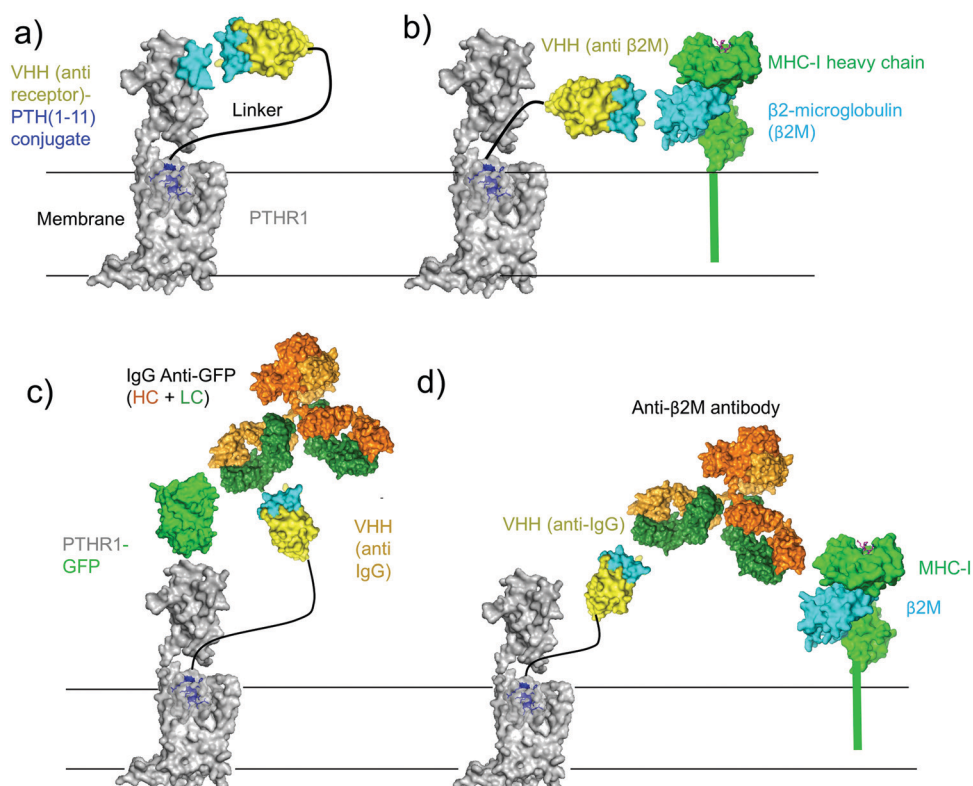 a)
VHH (anti
receptor)-
PTH(1-11)
conjugate
Linker
Membrane
PTHR1
b)
VHH (anti β2M)
MHC-I heavy chain
β2-microglobulin
(β2M)
c)
IgG Anti-GFP
(HC + LC)
PTHR1-
GFP
VHH
(anti
IgG)
d)
Anti-β2M antibody
VHH (anti-IgG)
MHC-I
β2M